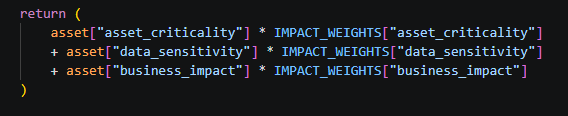 return (
    asset["asset_criticality"] * IMPACT_WEIGHTS["asset_criticality"]
    + asset["data_sensitivity"] * IMPACT_WEIGHTS["data_sensitivity"]
    + asset["business_impact"] * IMPACT_WEIGHTS["business_impact"]
)